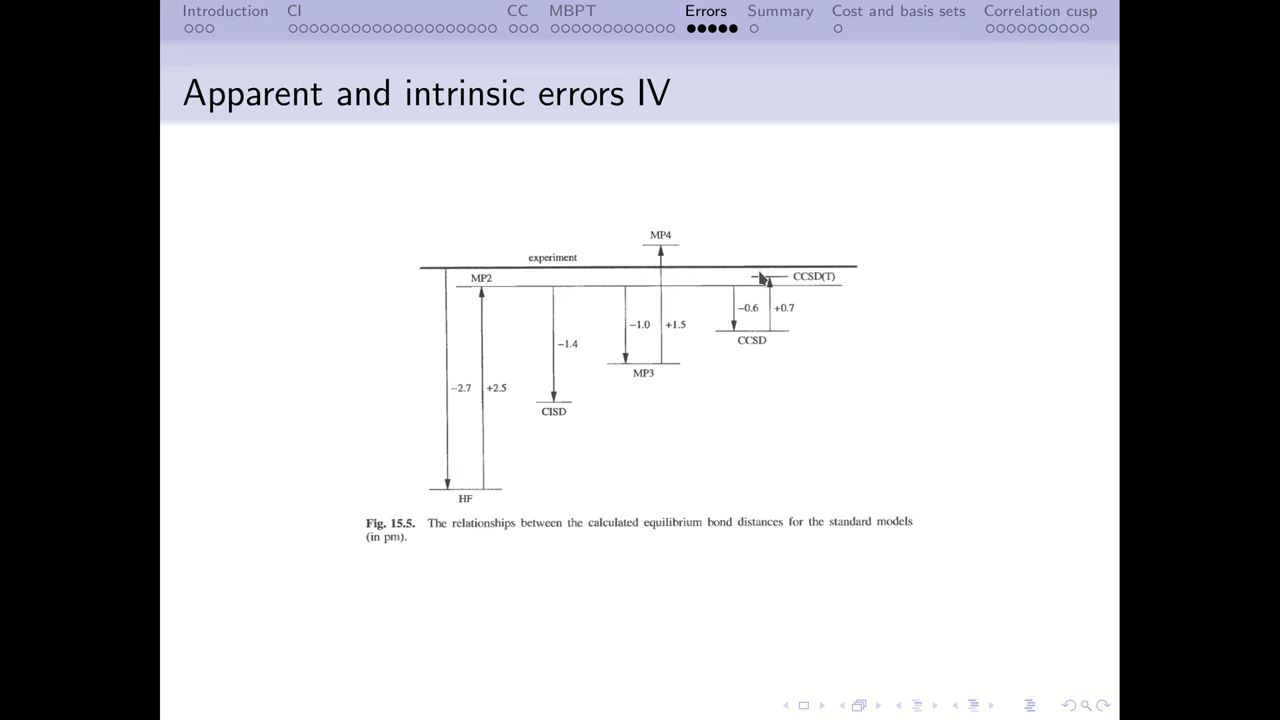 Introduction CI CC MBPT Errors Summary Cost and basis sets Correlation cusp
Apparent and intrinsic errors IV
MP4
experiment
MP2
CCSD(T)
−0.6 +0.7
−1.0 +1.5
CCSD
−1.4
MP3
−2.7 +2.5
CISD
HF
Fig. 15.5. The relationships between the calculated equilibrium bond distances for the standard models
(in pm).